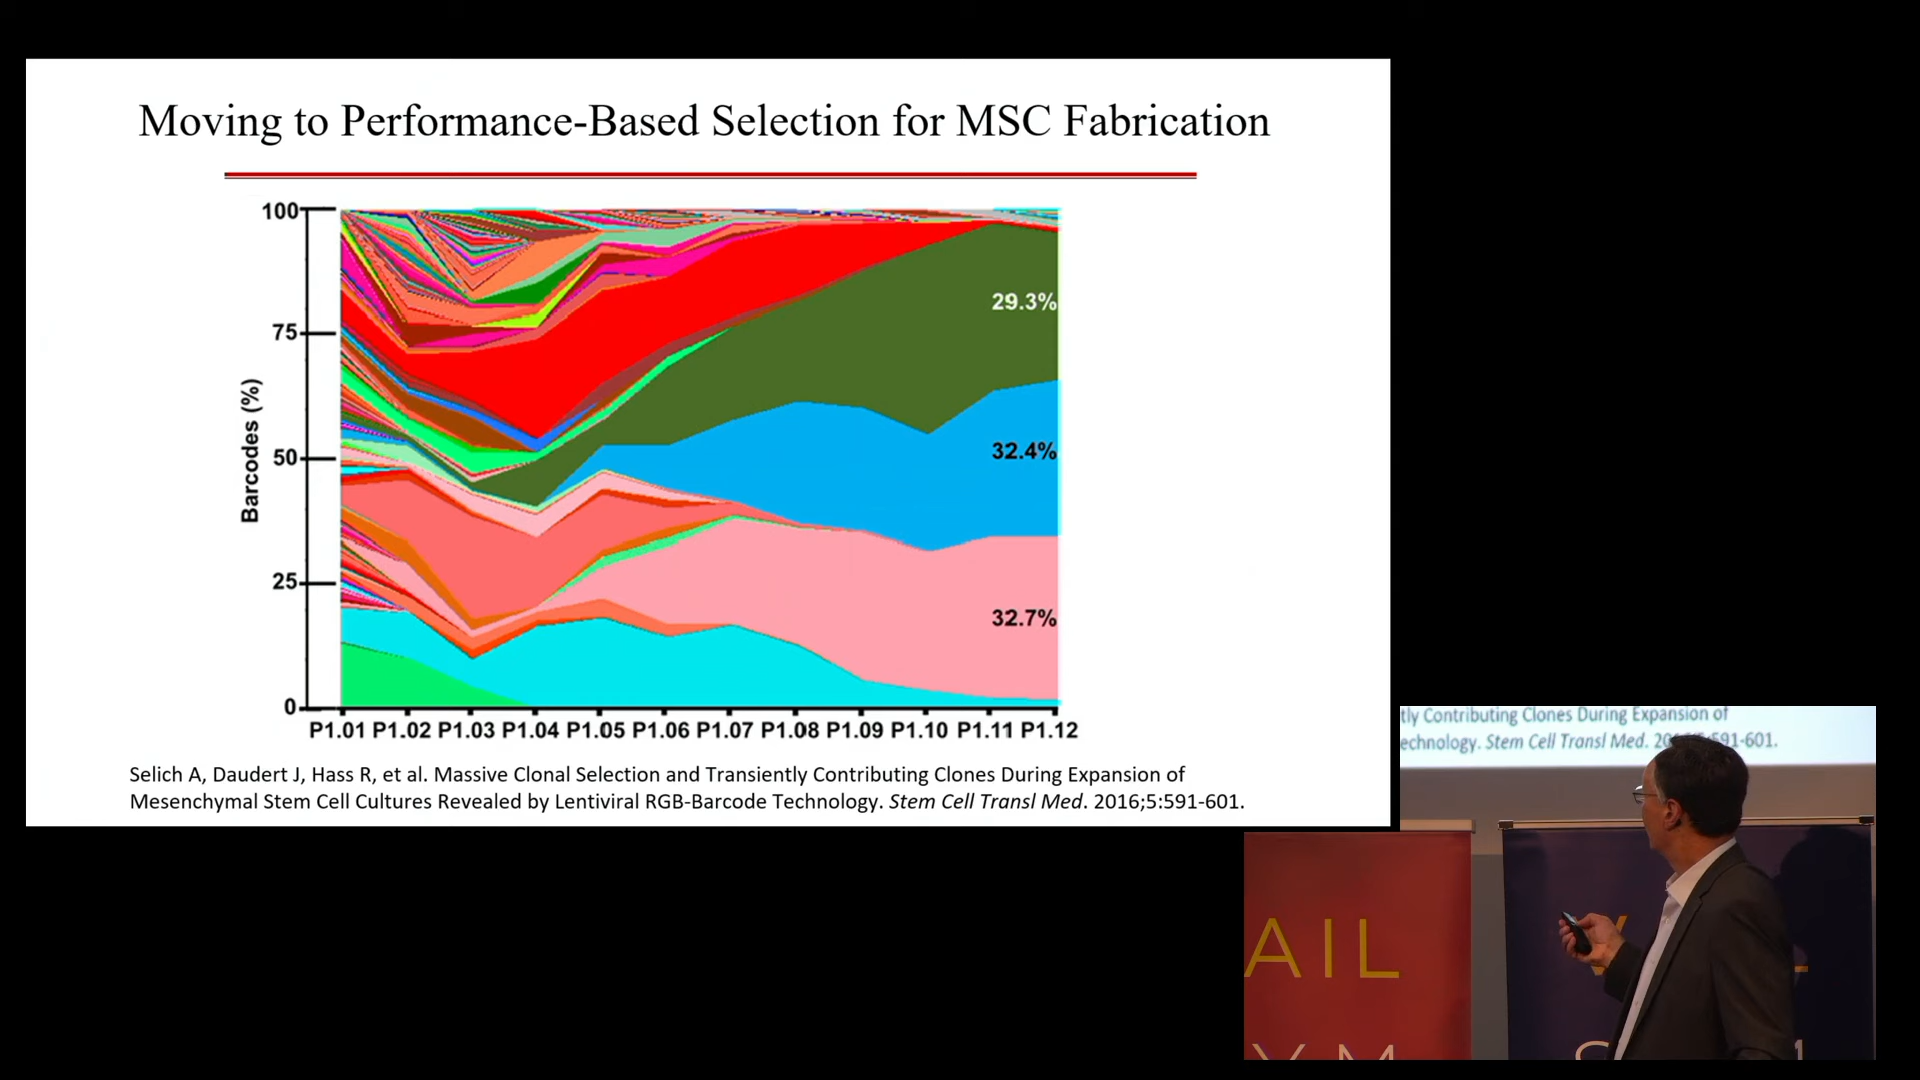 Moving to Performance-Based Selection for MSC Fabrication
100
75
50
25
0
Barcodes (%)
29.3%
32.4%
32.7%
P1.01 P1.02 P1.03 P1.04 P1.05 P1.06 P1.07 P1.08 P1.09 P1.10 P1.11 P1.12
Selich A, Daudert J, Hass R, et al. Massive Clonal Selection and Transiently Contributing Clones During Expansion of
Mesenchymal Stem Cell Cultures Revealed by Lentiviral RGB-Barcode Technology. Stem Cell Transl Med. 2016;5:591-601.
tly Contributing Clones During Expansion of
echnology. Stem Cell Transl Med. 20 591-601.
AIL
YM